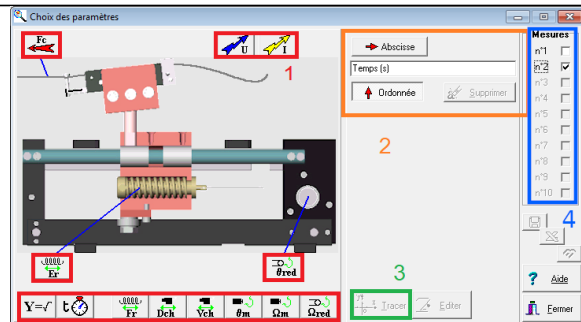 Choix des paramètres
Fc
U
I
1
Abscisse
Temps (s)
Ordonnée
Supprimer
2
Mesures
n°1
n°2
n°3
n°4
n°5
n°6
n°7
n°8
n°9
n°10
4
Er
θred
3
Tracer
Editer
Aide
Fermer
Y=√
t
Fr
Dch
Vch
θm
Ωm
Ωred